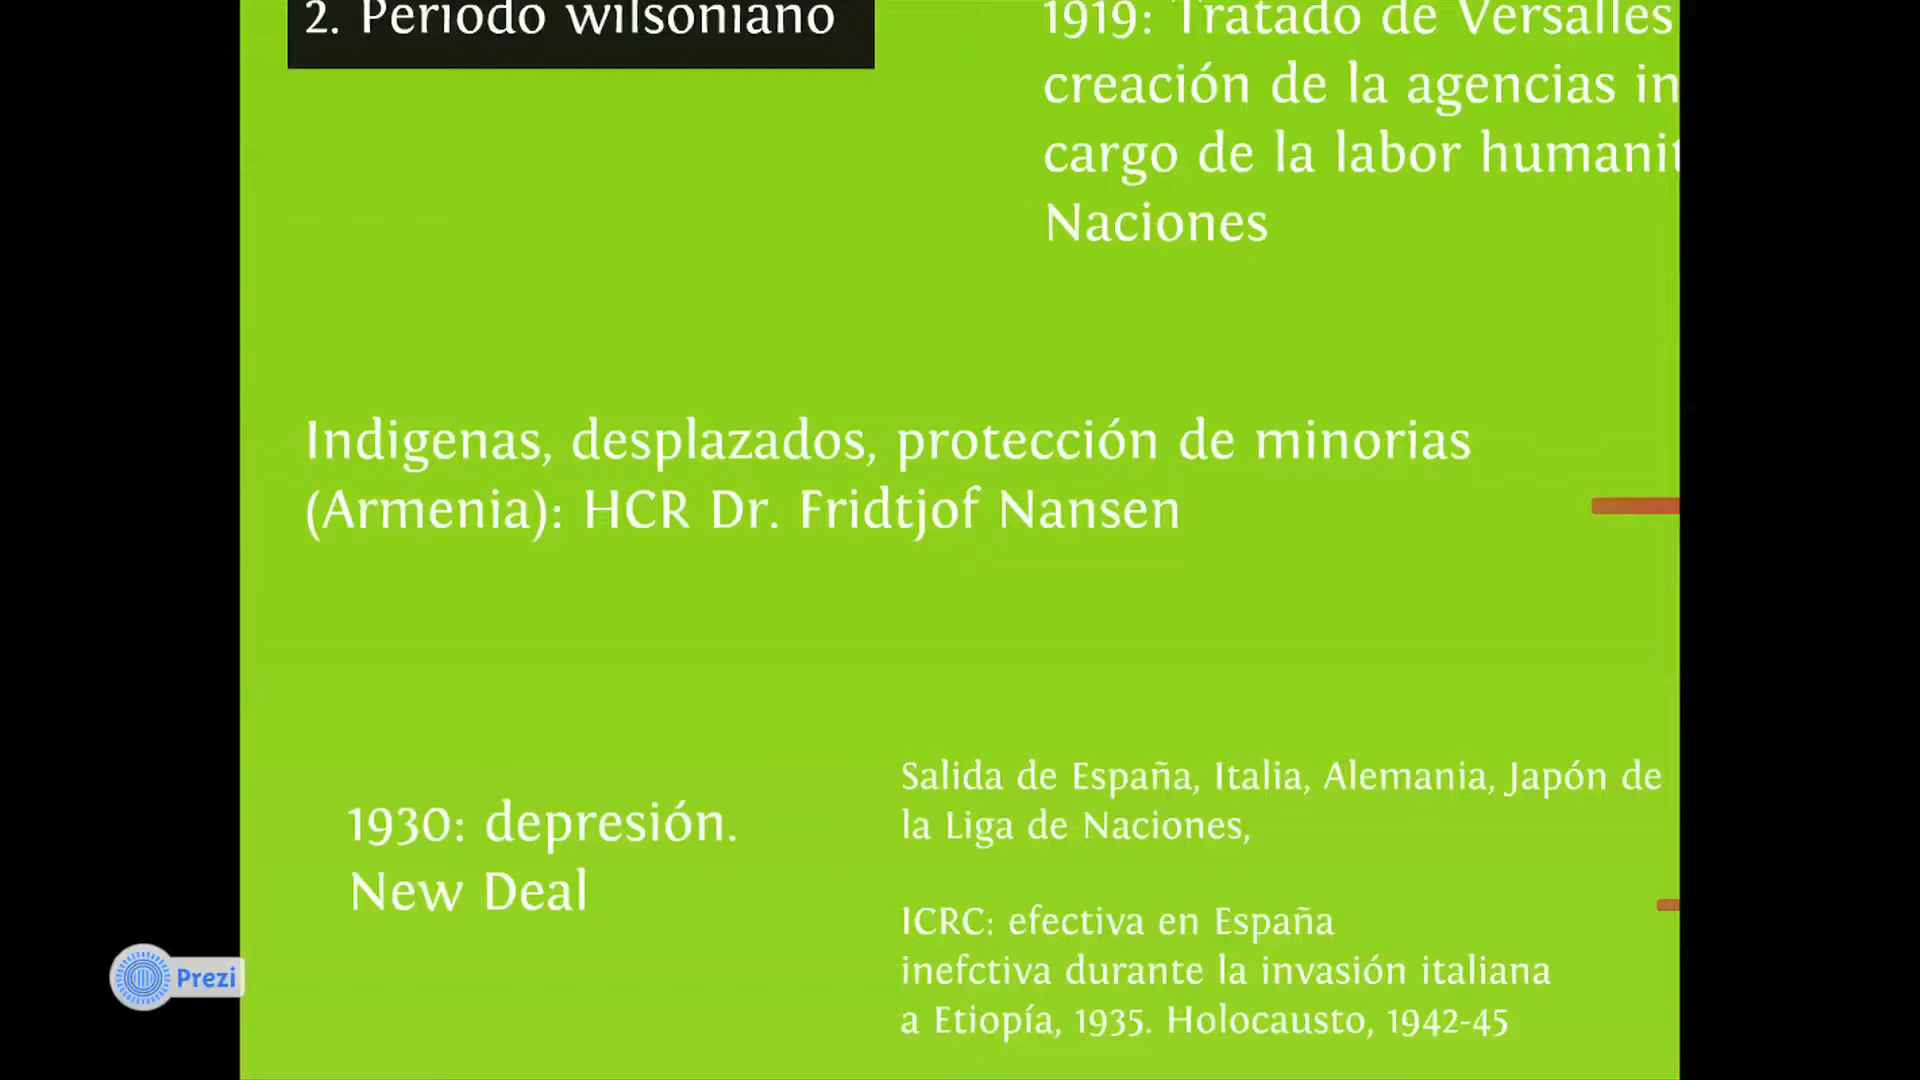 2. Periodo wilsoniano
1919: Tratado de Versalles
creación de la agencias
cargo de la labor
Naciones
Indigenas, desplazados, protección de minorias
(Armenia): HCR Dr. Fridtjof Nansen
1930: depresión.
New Deal
Salida de España, Italia, Alemania, Japón de
la Liga de Naciones,
ICRC: efectiva en España
inefctiva durante la invasión italiana
a Etiopía, 1935. Holocausto, 1942-45
Prezi